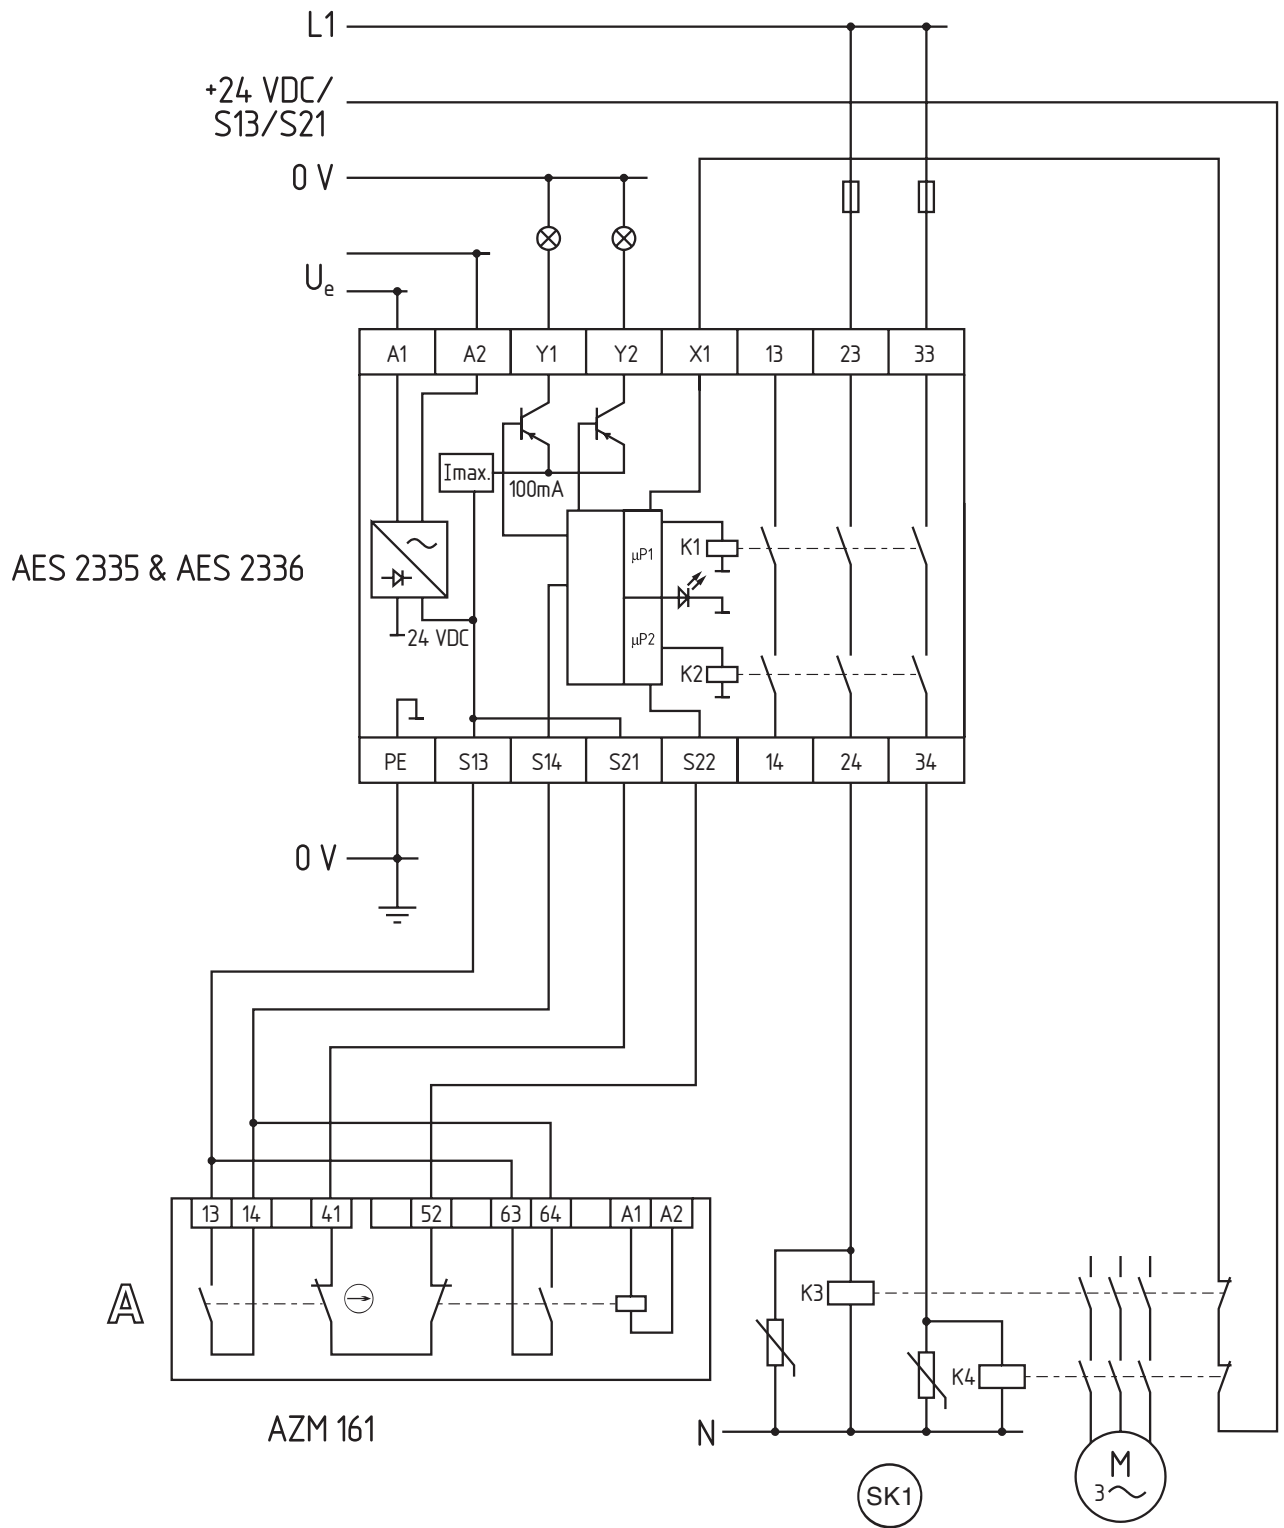 L1
+24 VDC/
S13/S21
0 V
Ue
A1 A2 Y1 Y2 X1 13 23 33
Imax.
100mA
AES 2335 & AES 2336
µP1
K1
24 VDC
µP2
K2
PE S13 S14 S21 S22 14 24 34
0 V
13 14 41 52 63 64 A1 A2
A
K3
K4
AZM 161
N
M
3
SK1